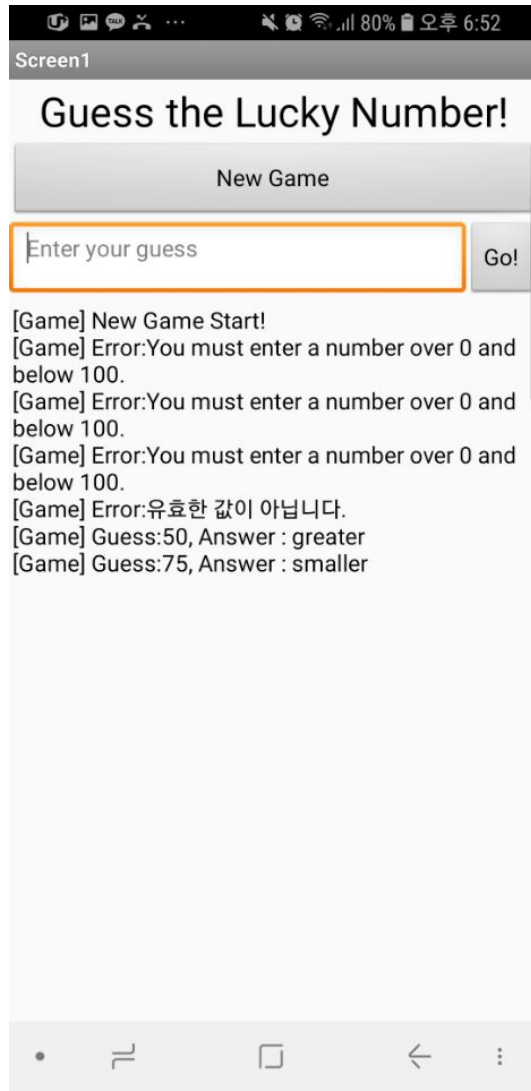 80% 오후 6:52
Screen1
Guess the Lucky Number!
New Game
Enter your guess
Go!
[Game] New Game Start!
[Game] Error:You must enter a number over 0 and
below 100.
[Game] Error:You must enter a number over 0 and
below 100.
[Game] Error:You must enter a number over 0 and
below 100.
[Game] Error:유효한 값이 아닙니다.
[Game] Guess:50, Answer : greater
[Game] Guess:75, Answer : smaller